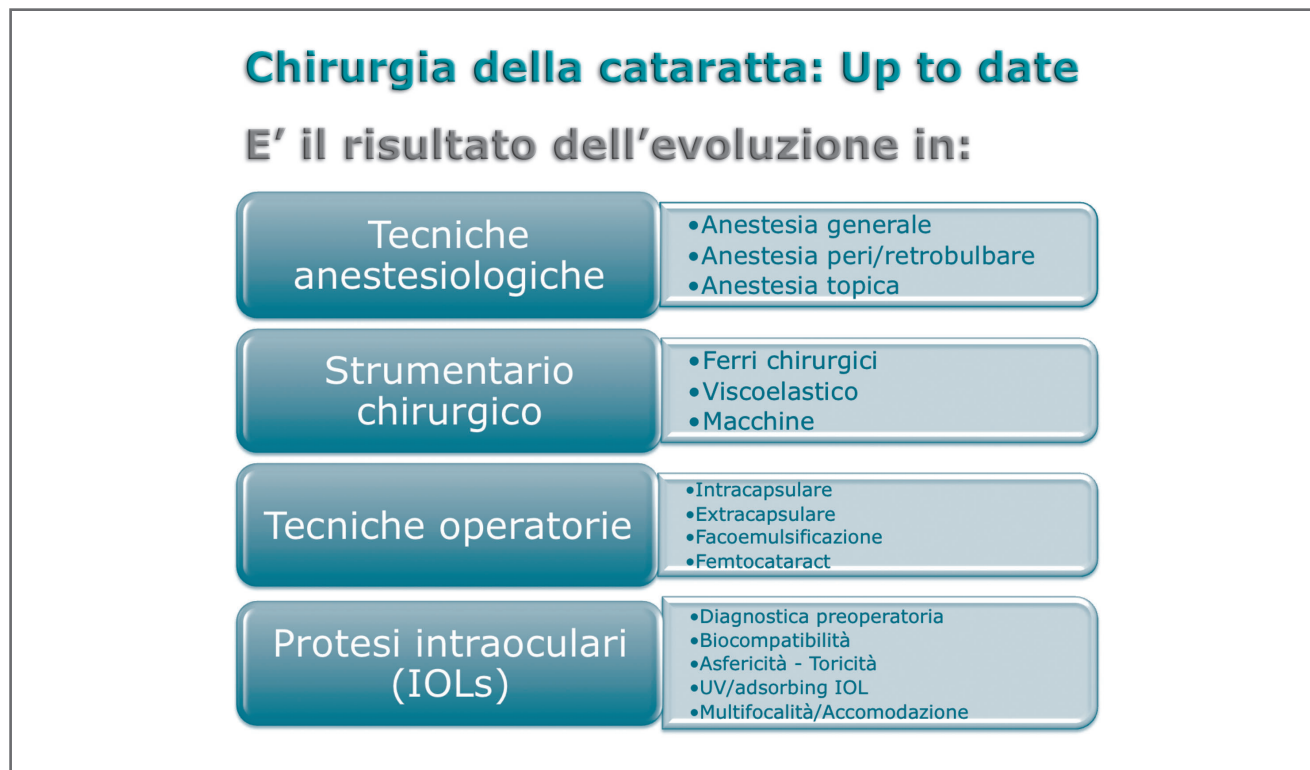 Chirurgia della cataratta: Up to date
E’ il risultato dell’evoluzione in:
Tecniche
anestesiologiche
•Anestesia generale
•Anestesia peri/retrobulbare
•Anestesia topica
Strumentario
chirurgico
•Ferri chirurgici
•Viscoelastico
•Macchine
Tecniche operatorie
•Intracapsulare
•Extracapsulare
•Facoemulsificazione
•Femtocataract
Protesi intraoculari
(IOLs)
•Diagnostica preoperatoria
•Biocompatibilità
•Asfericità - Toricità
•UV/adsorbing IOL
•Multifocalità/Accomodazione